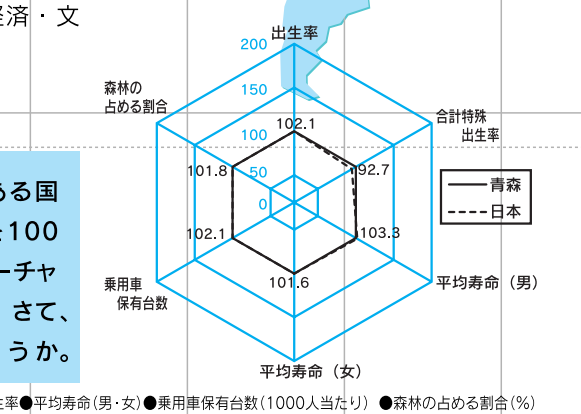 経済・文
出生率
200
150
100
50
0
森林の
占める割合
合計特殊
出生率
102.1
101.8
92.7
102.1
103.3
101.6
青森
日本
乗用車
保有台数
平均寿命（男）
平均寿命（女）
ある国
100
ーチャ
さて、
うか。
生率●平均寿命(男・女)●乗用車保有台数(1000人当たり) ●森林の占める割合(%)